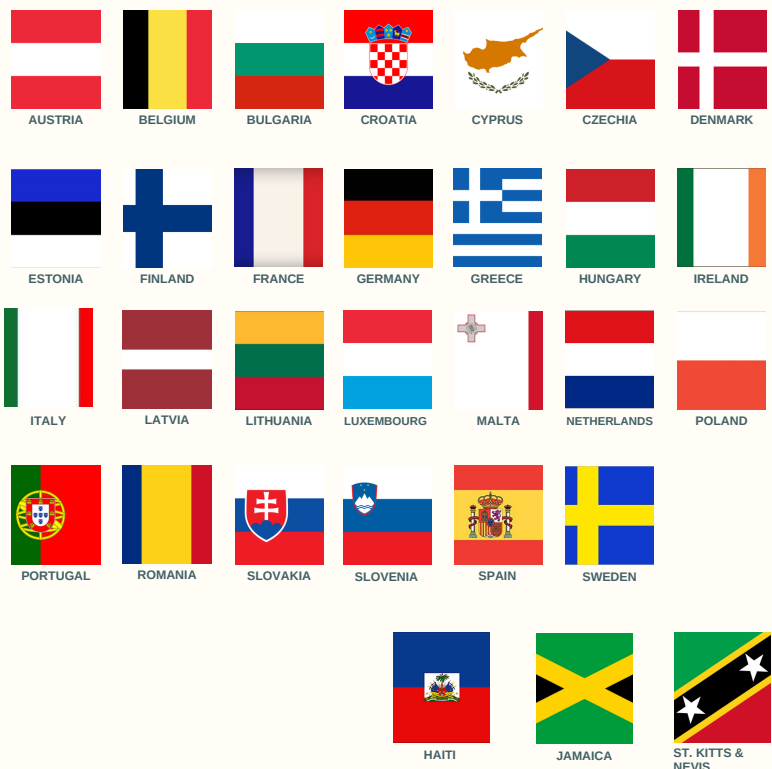 AUSTRIA
BELGIUM
BULGARIA
CROATIA
CYPRUS
CZECHIA
DENMARK
ESTONIA
FINLAND
FRANCE
GERMANY
GREECE
HUNGARY
IRELAND
ITALY
LATVIA
LITHUANIA
LUXEMBOURG
MALTA
NETHERLANDS
POLAND
PORTUGAL
ROMANIA
SLOVAKIA
SLOVENIA
SPAIN
SWEDEN
HAITI
JAMAICA
ST. KITTS &
NEVIS